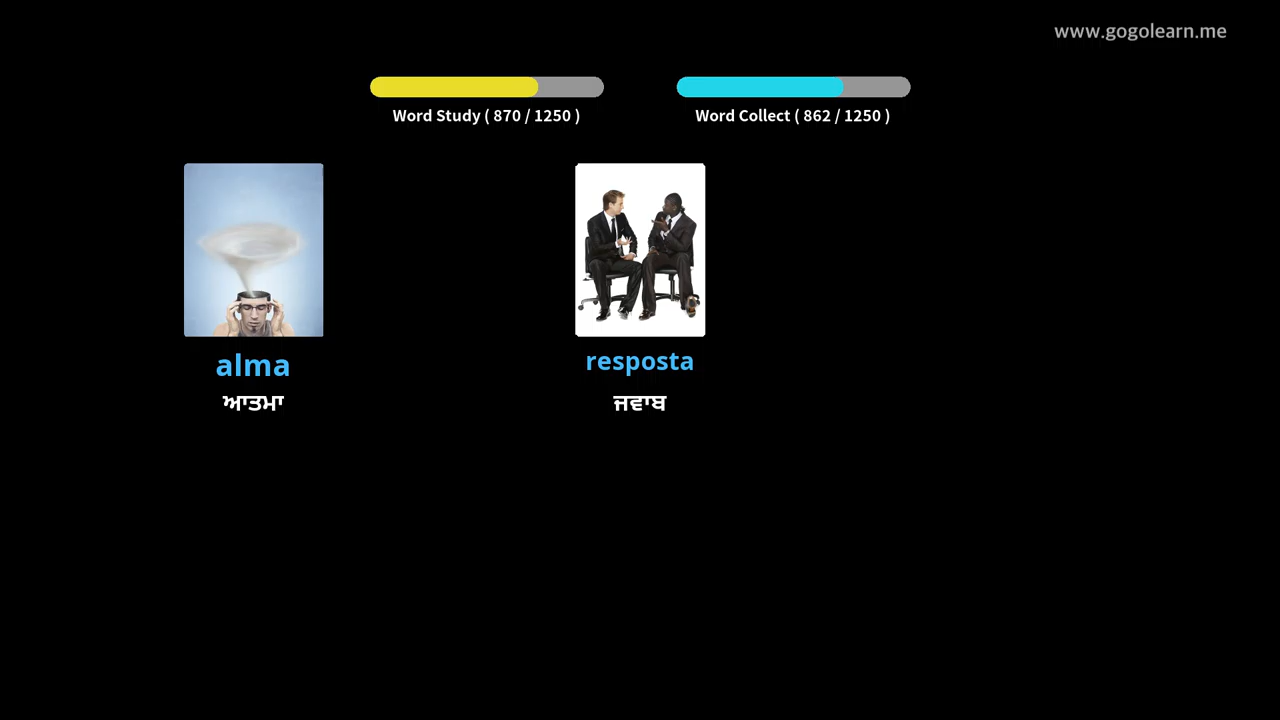 www.gogolearn.me
Word Study ( 870 / 1250 )
Word Collect ( 862 / 1250 )
alma
resposta
ਆਤਮਾ
ਜਵਾਬ